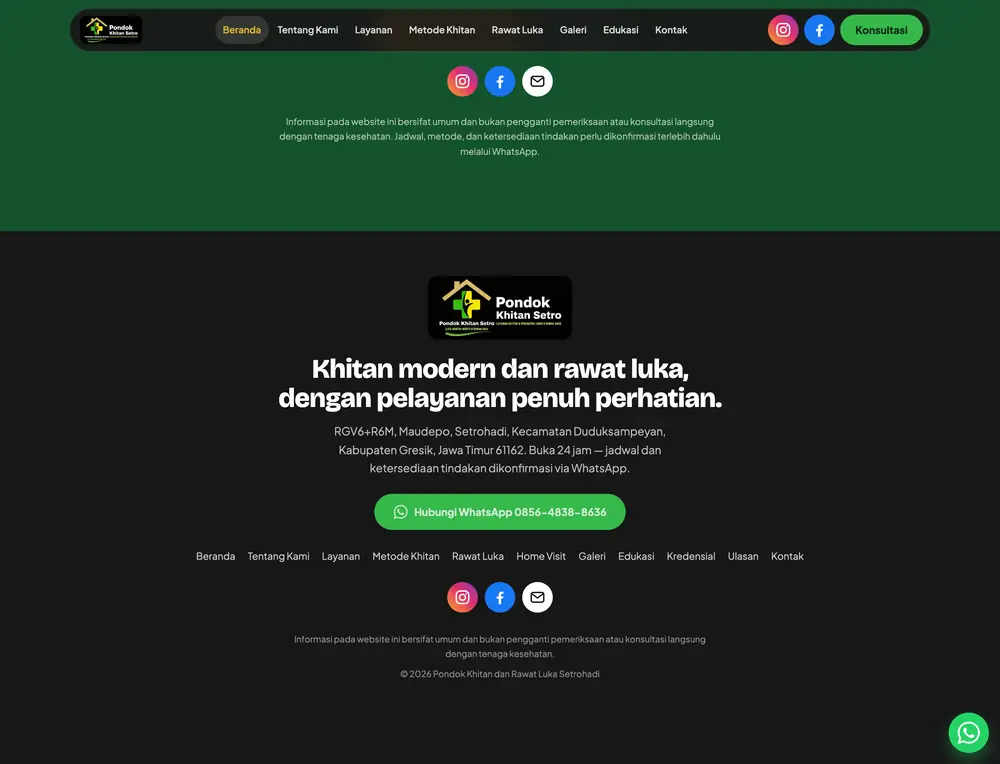 Pondok
Khitan Setro
Beranda
Tentang Kami
Layanan
Metode Khitan
Rawat Luka
Galeri
Edukasi
Kontak
Konsultasi
Informasi pada website ini bersifat umum dan bukan pengganti pemeriksaan atau konsultasi langsung
dengan tenaga kesehatan. Jadwal, metode, dan ketersediaan tindakan perlu dikonfirmasi terlebih dahulu
melalui WhatsApp.
Pondok
Khitan Setro
Pondok Khitan Setro
Khitan modern dan rawat luka,
dengan pelayanan penuh perhatian.
RGV6+R6M, Maudepo, Setrohadi, Kecamatan Duduksampeyan,
Kabupaten Gresik, Jawa Timur 61162. Buka 24 jam — jadwal dan
ketersediaan tindakan dikonfirmasi via WhatsApp.
Hubungi WhatsApp 0856-4838-8636
Beranda Tentang Kami Layanan Metode Khitan Rawat Luka Home Visit Galeri Edukasi Kredensial Ulasan Kontak
Informasi pada website ini bersifat umum dan bukan pengganti pemeriksaan atau konsultasi langsung
dengan tenaga kesehatan.
© 2026 Pondok Khitan dan Rawat Luka Setrohadi